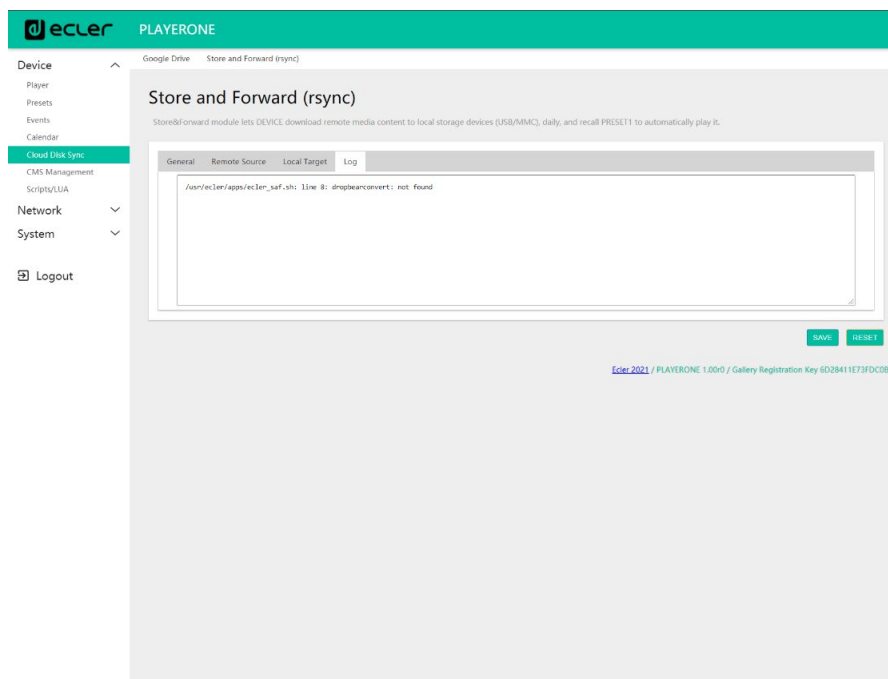 ecler PLAYERONE
Device
Player
Presets
Events
Calendar
Cloud Disk Sync
CMS Management
Scripts/LUA
Network
System
Logout
Google Drive Store and Forward (rsync)
Store and Forward (rsync)
Store&Forward module lets DEVICE download remote media content to local storage devices (USB/MMC), daily, and recall PRESET1 to automatically play it.
General Remote Source Local Target Log
/usr/ecler/apps/ecler_saf.sh: line 8: dropbearconvert: not found
SAVE RESET
Ecler 2021 / PLAYERONE 1.00r0 / Gallery Registration Key 6D28411E73FDC0B